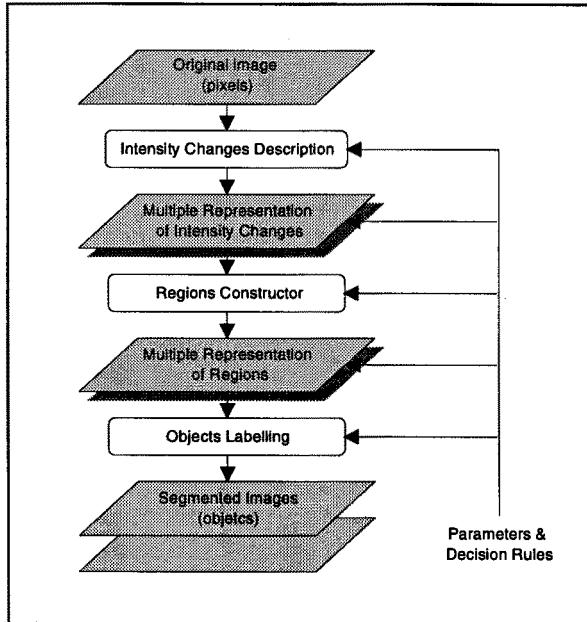 Original Image
(pixels)
Intensity Changes Description
Multiple Representation
of Intensity Changes
Regions Constructor
Multiple Representation
of Regions
Objects Labelling
Segmented Images
(objetcs)
Parameters &
Decision Rules